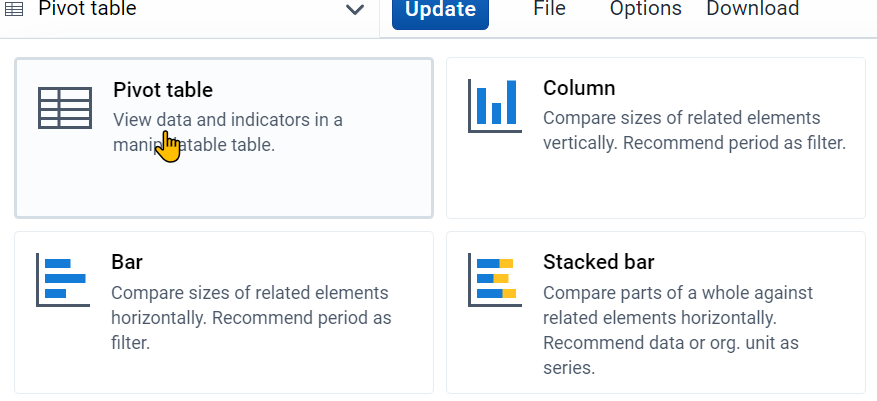 Pivot table
Update
File
Options
Download
Pivot table
View data and indicators in a
manipulatable table.
Column
Compare sizes of related elements
vertically. Recommend period as filter.
Bar
Compare sizes of related elements
horizontally. Recommend period as
filter.
Stacked bar
Compare parts of a whole against
related elements horizontally.
Recommend data or org. unit as
series.